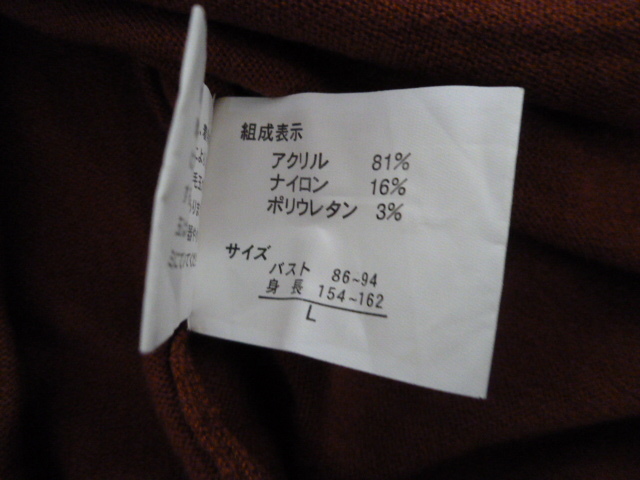 組成表示
アクリル 81%
ナイロン 16%
ポリウレタン 3%
サイズ
バスト 86~94
身長 154~162
L